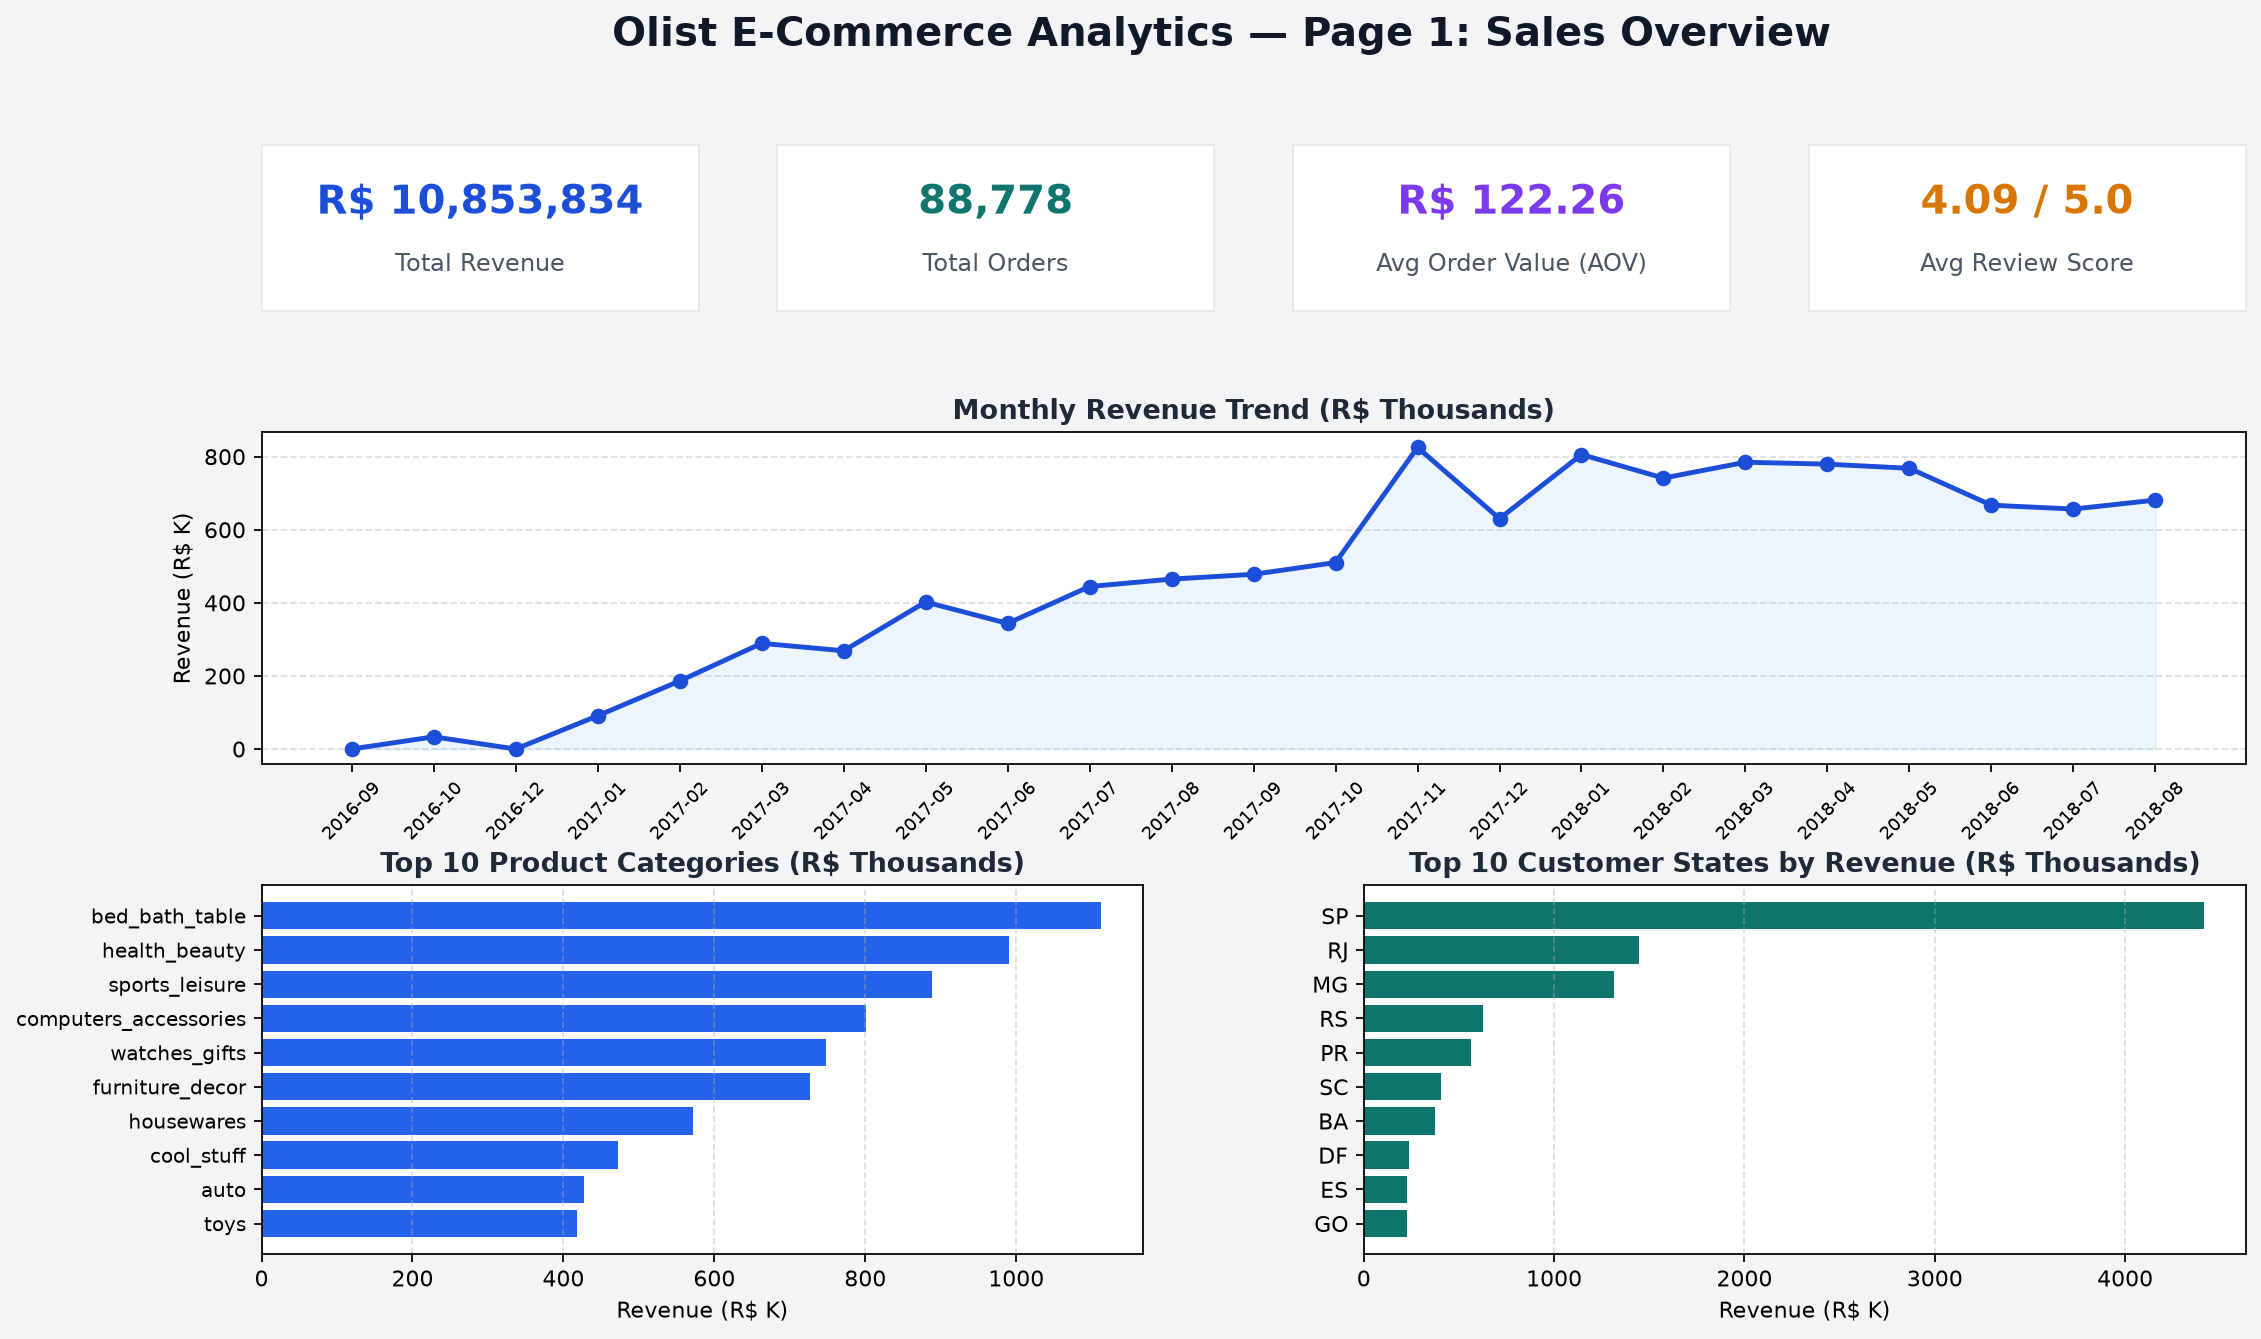 Olist E-Commerce Analytics — Page 1: Sales Overview
R$ 10,853,834
Total Revenue
88,778
Total Orders
R$ 122.26
Avg Order Value (AOV)
4.09 / 5.0
Avg Review Score
Monthly Revenue Trend (R$ Thousands)
Revenue (R$ K)
800
600
400
200
0
2016-09
2016-10
2016-12
2017-01
2017-02
2017-03
2017-04
2017-05
2017-06
2017-07
2017-08
2017-09
2017-10
2017-11
2017-12
2018-01
2018-02
2018-03
2018-04
2018-05
2018-06
2018-07
2018-08
Top 10 Product Categories (R$ Thousands)
bed_bath_table
health_beauty
sports_leisure
computers_accessories
watches_gifts
furniture_decor
housewares
cool_stuff
auto
toys
0
200
400
600
800
1000
Revenue (R$ K)
Top 10 Customer States by Revenue (R$ Thousands)
SP
RJ
MG
RS
PR
SC
BA
DF
ES
GO
0
1000
2000
3000
4000
Revenue (R$ K)